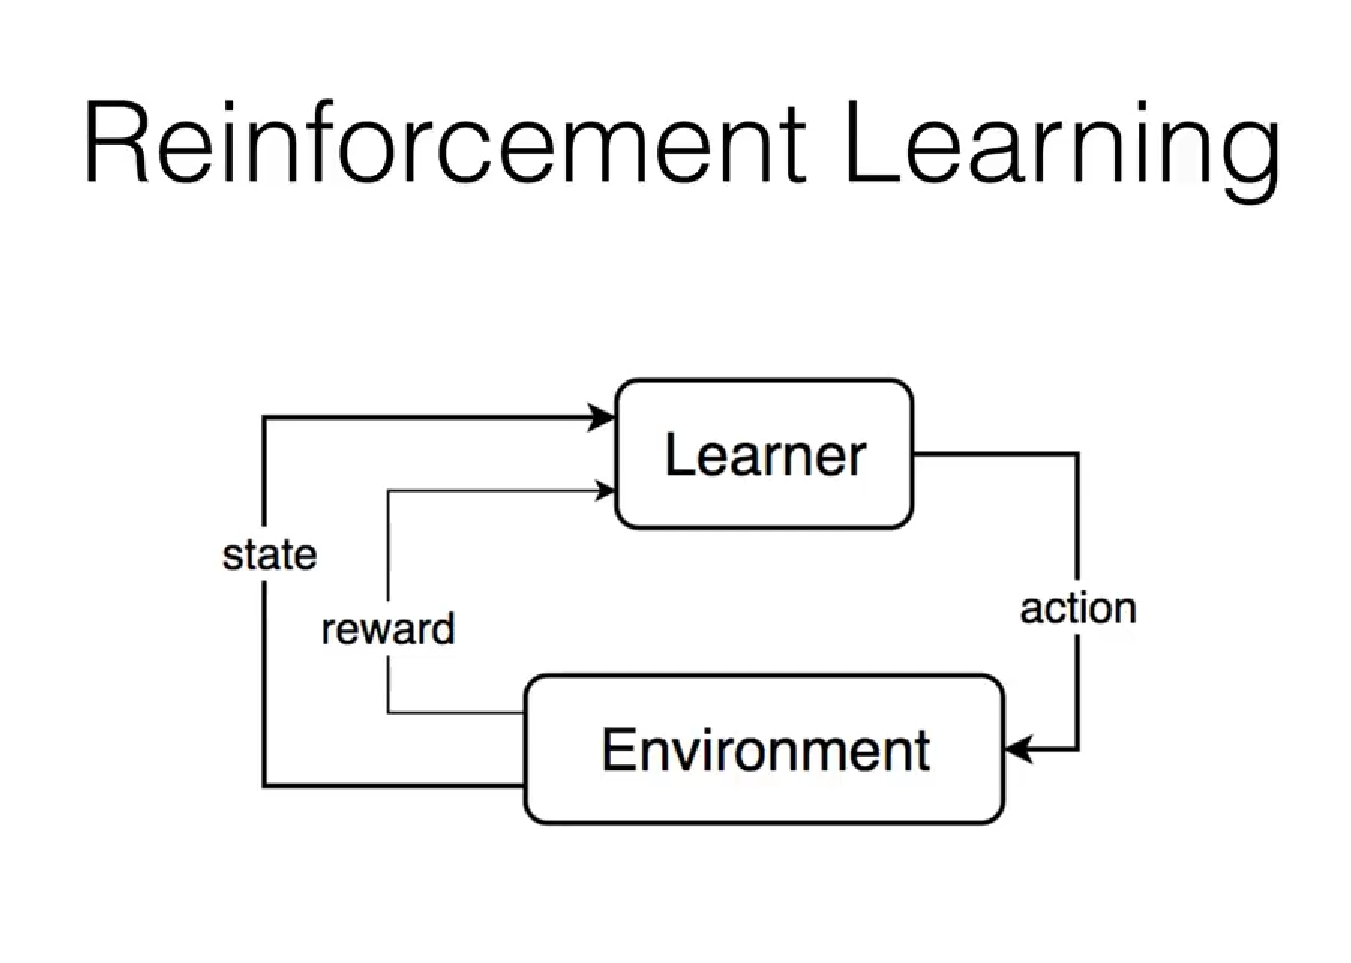 Reinforcement Learning
Learner
state
action
reward
Environment